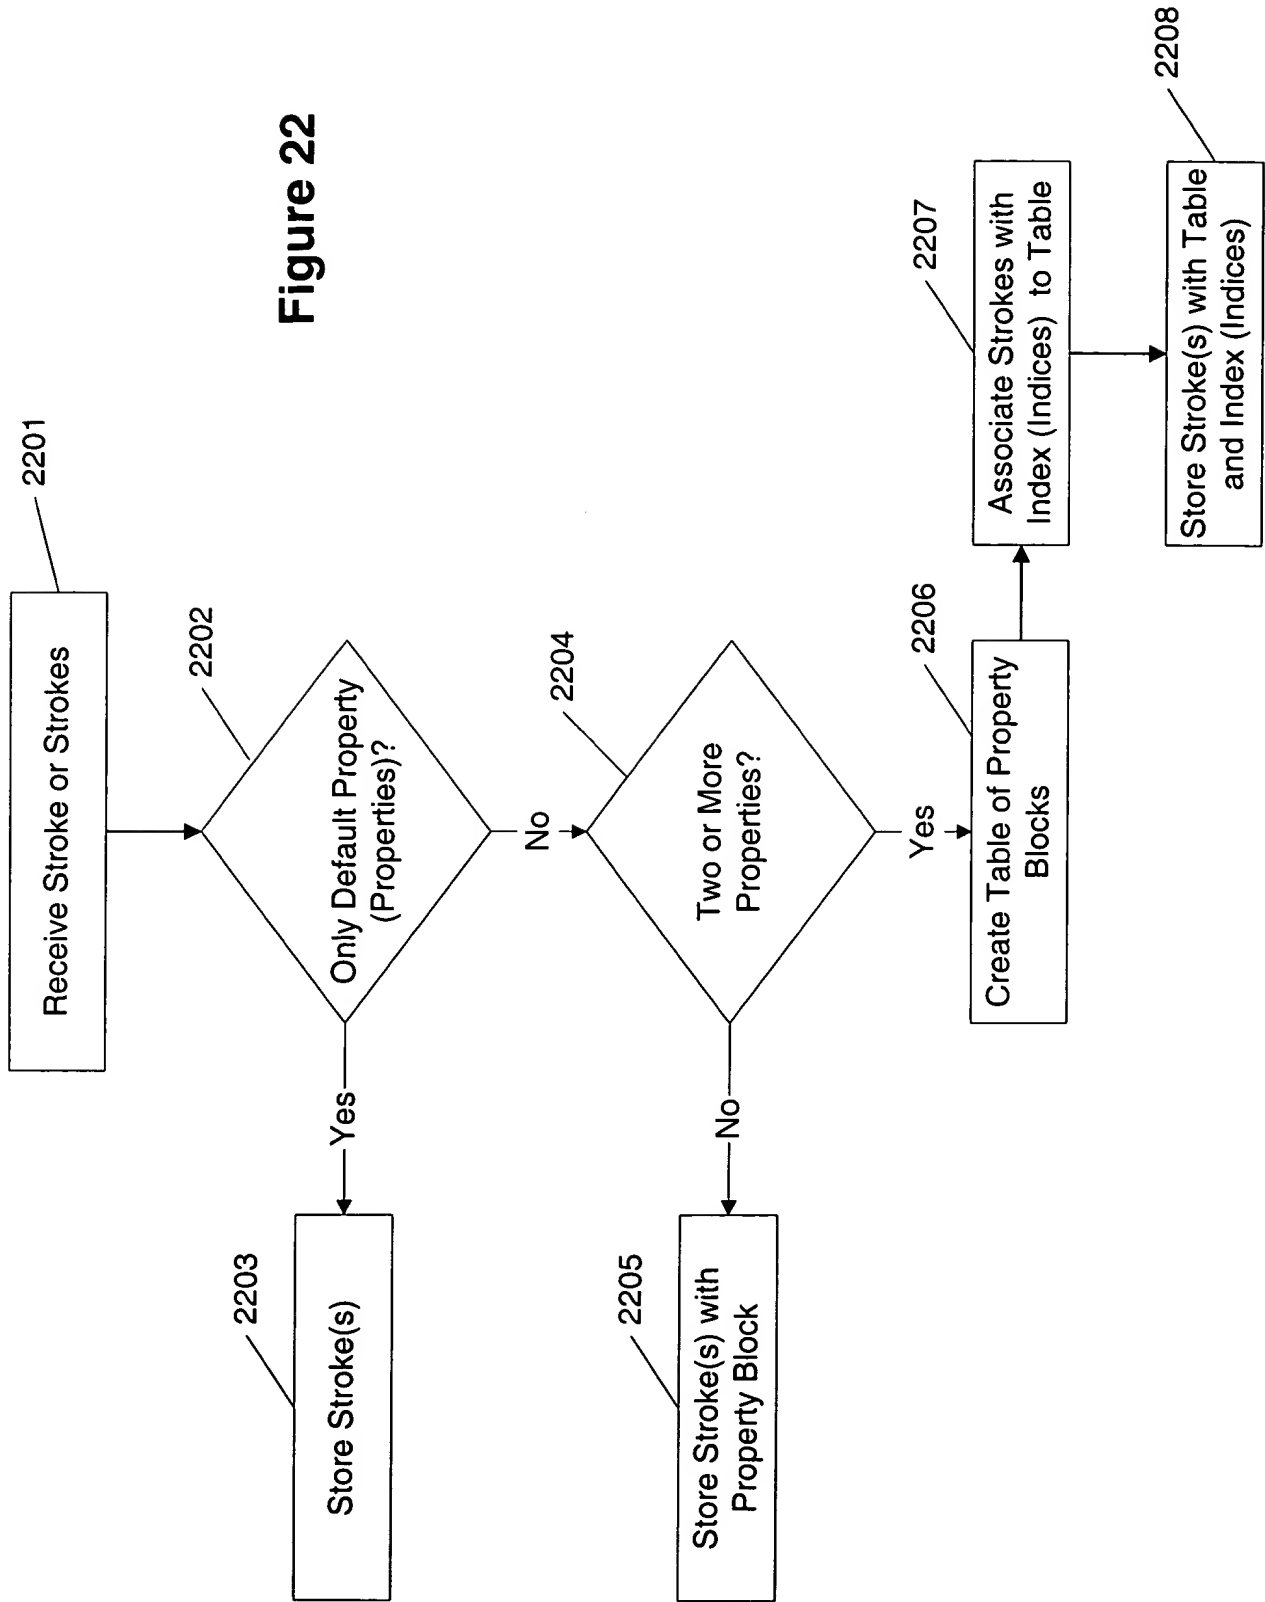 Figure 22
2201
Receive Stroke or Strokes
2202
Only Default Property
(Properties)?
Yes
No
2203
Store Stroke(s)
2204
Two or More
Properties?
No
Yes
2205
Store Stroke(s) with
Property Block
2206
Create Table of Property
Blocks
2207
Associate Strokes with
Index (Indices) to Table
2208
Store Stroke(s) with Table
and Index (Indices)